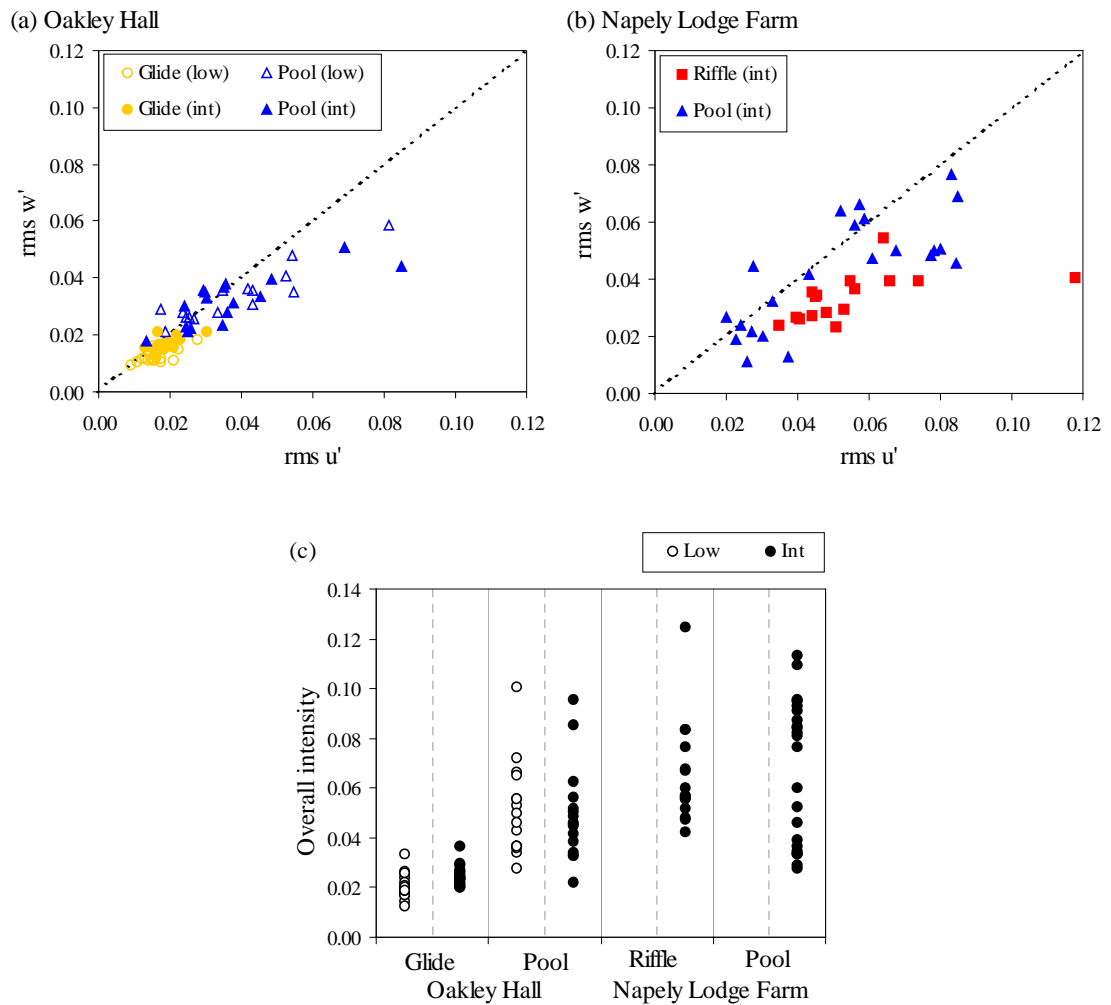 (a) Oakley Hall
(b) Napely Lodge Farm
0.12
0.10
0.08
0.06
0.04
0.02
0.00
rms w'
Glide (low)
Pool (low)
Glide (int)
Pool (int)
0.00 0.02 0.04 0.06 0.08 0.10 0.12
rms u'
0.12
0.10
0.08
0.06
0.04
0.02
0.00
rms w'
Riffle (int)
Pool (int)
0.00 0.02 0.04 0.06 0.08 0.10 0.12
rms u'
(c)
Low Int
0.14
0.12
0.10
0.08
0.06
0.04
0.02
0.00
Overall intensity
Glide Pool Riffle Pool
Oakley Hall Napely Lodge Farm